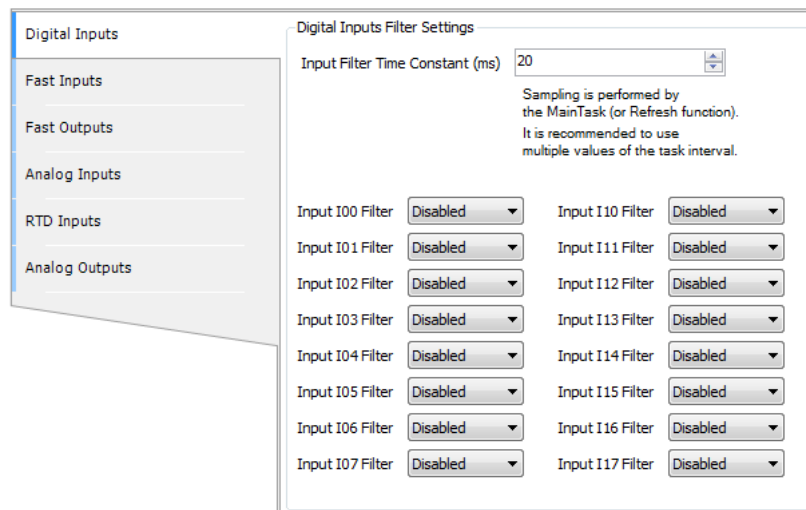 Digital Inputs
Fast Inputs
Fast Outputs
Analog Inputs
RTD Inputs
Analog Outputs
Digital Inputs Filter Settings
Input Filter Time Constant (ms) 20
Sampling is performed by
the MainTask (or Refresh function).
It is recommended to use
multiple values of the task interval.
Input I00 Filter Disabled Input I10 Filter Disabled
Input I01 Filter Disabled Input I11 Filter Disabled
Input I02 Filter Disabled Input I12 Filter Disabled
Input I03 Filter Disabled Input I13 Filter Disabled
Input I04 Filter Disabled Input I14 Filter Disabled
Input I05 Filter Disabled Input I15 Filter Disabled
Input I06 Filter Disabled Input I16 Filter Disabled
Input I07 Filter Disabled Input I17 Filter Disabled